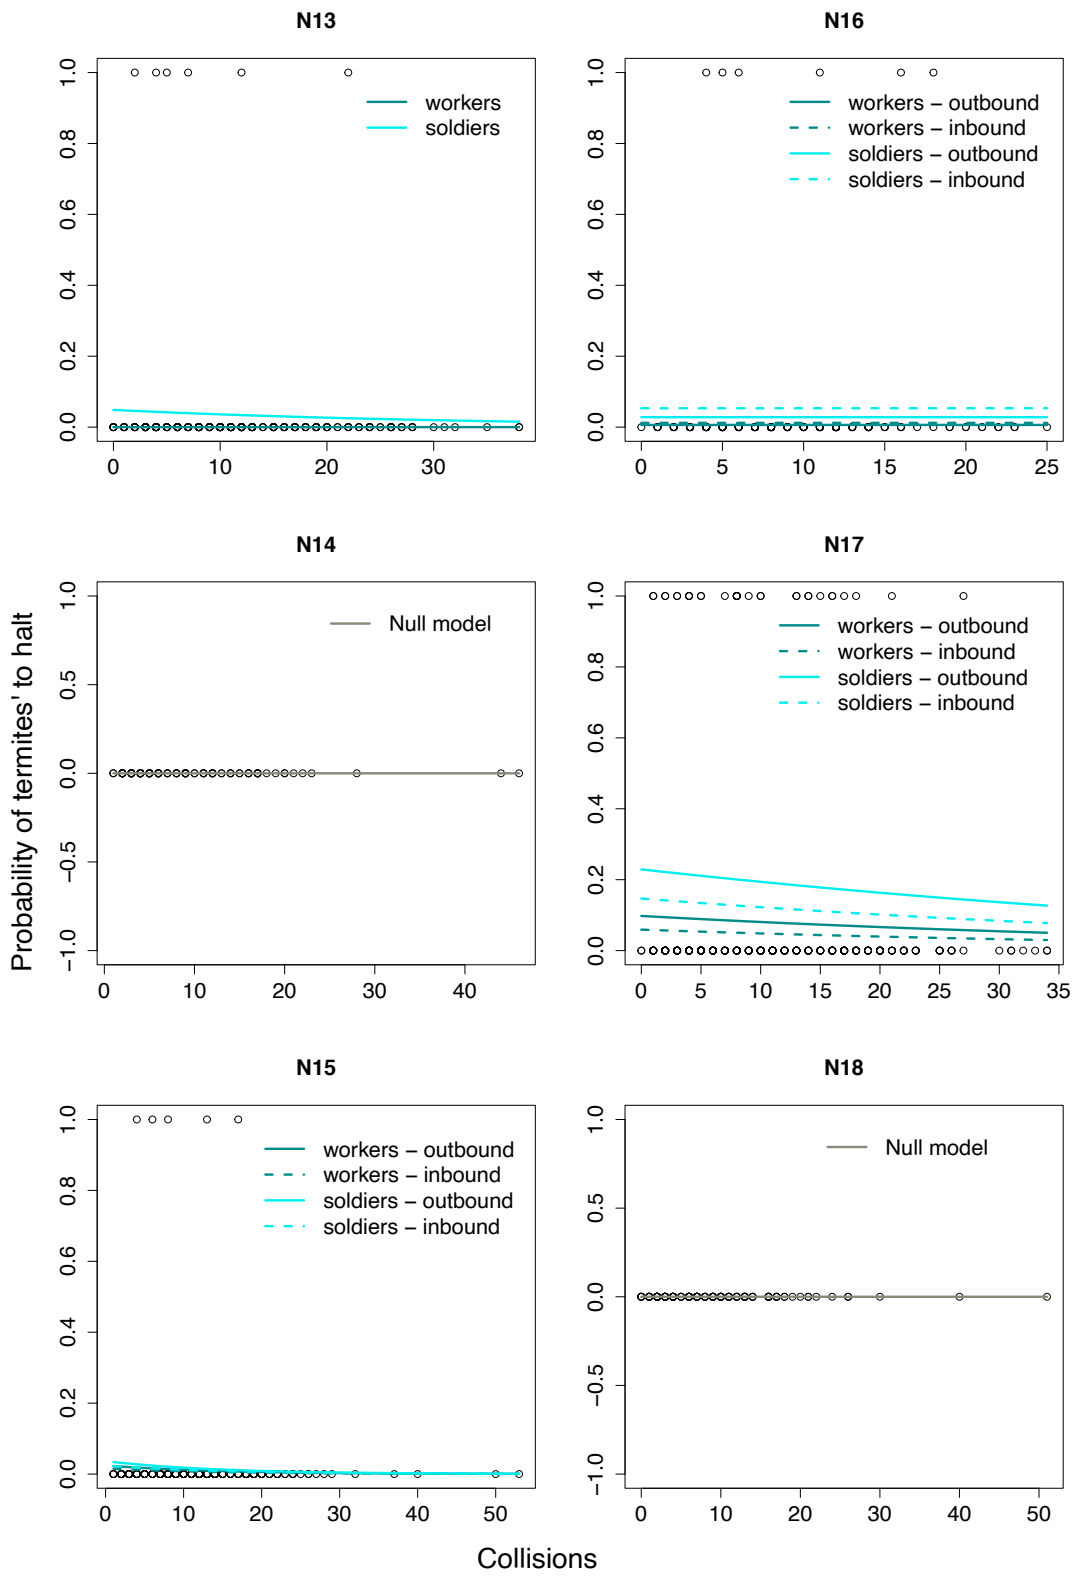 N13
1.0
0.8
0.6
0.4
0.2
0.0
workers
soldiers
0 10 20 30
N16
1.0
0.8
0.6
0.4
0.2
0.0
workers – outbound
workers – inbound
soldiers – outbound
soldiers – inbound
0 5 10 15 20 25
Probability of termites' to halt
N14
1.0
0.5
0.0
−0.5
−1.0
Null model
0 10 20 30 40
N17
1.0
0.8
0.6
0.4
0.2
0.0
workers – outbound
workers – inbound
soldiers – outbound
soldiers – inbound
0 5 10 15 20 25 30 35
N15
1.0
0.8
0.6
0.4
0.2
0.0
workers – outbound
workers – inbound
soldiers – outbound
soldiers – inbound
0 10 20 30 40 50
N18
1.0
0.5
0.0
−0.5
−1.0
Null model
0 10 20 30 40 50
Collisions